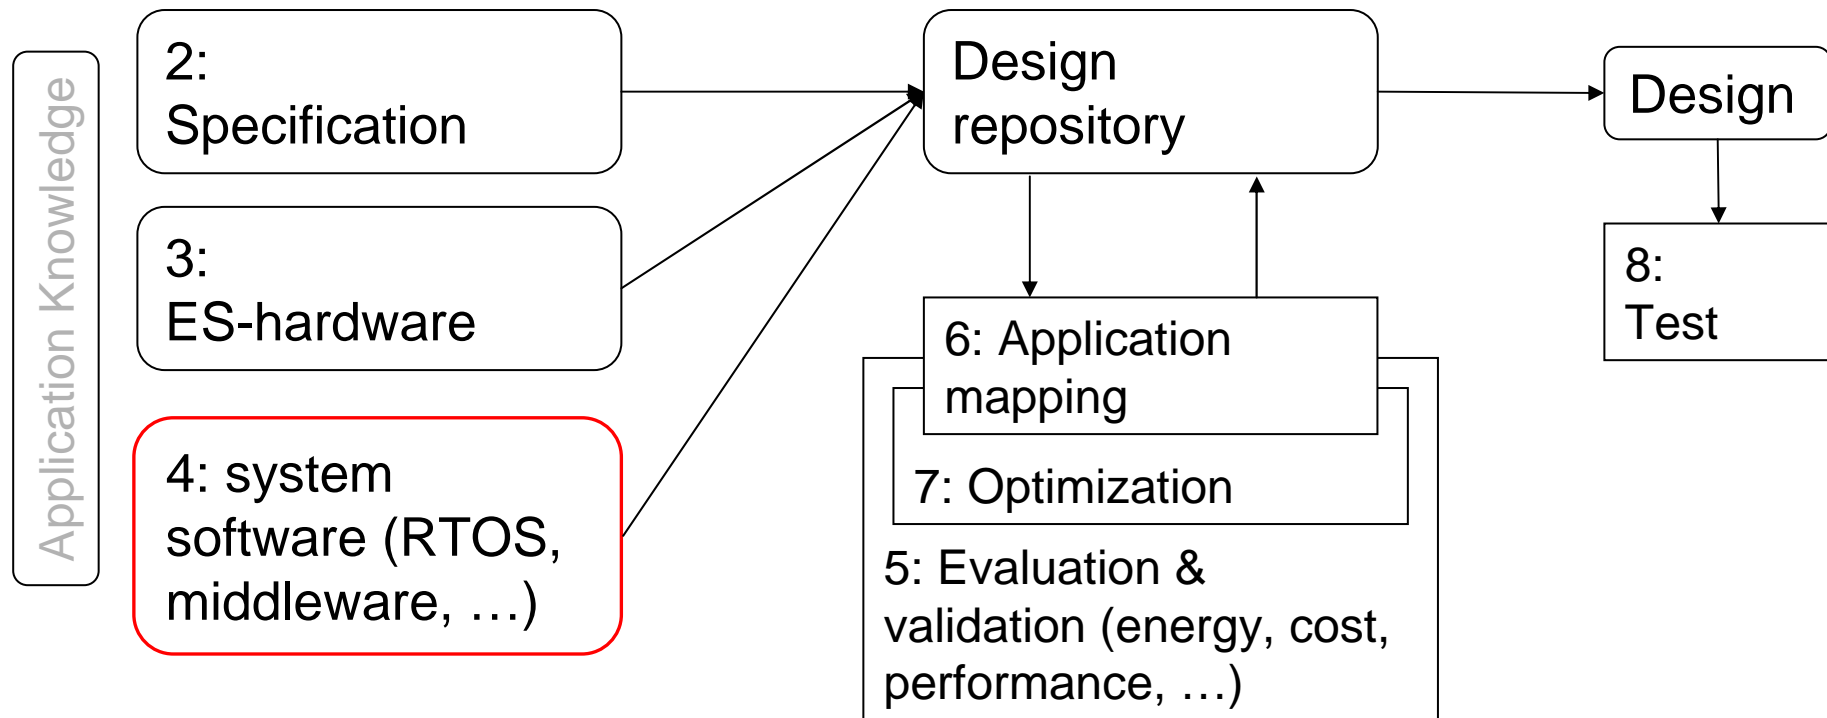 Application Knowledge
2:
Specification
3:
ES-hardware
4: system
software (RTOS,
middleware, …)
Design
repository
6: Application
mapping
7: Optimization
5: Evaluation &
validation (energy, cost,
performance, …)
Design
8:
Test